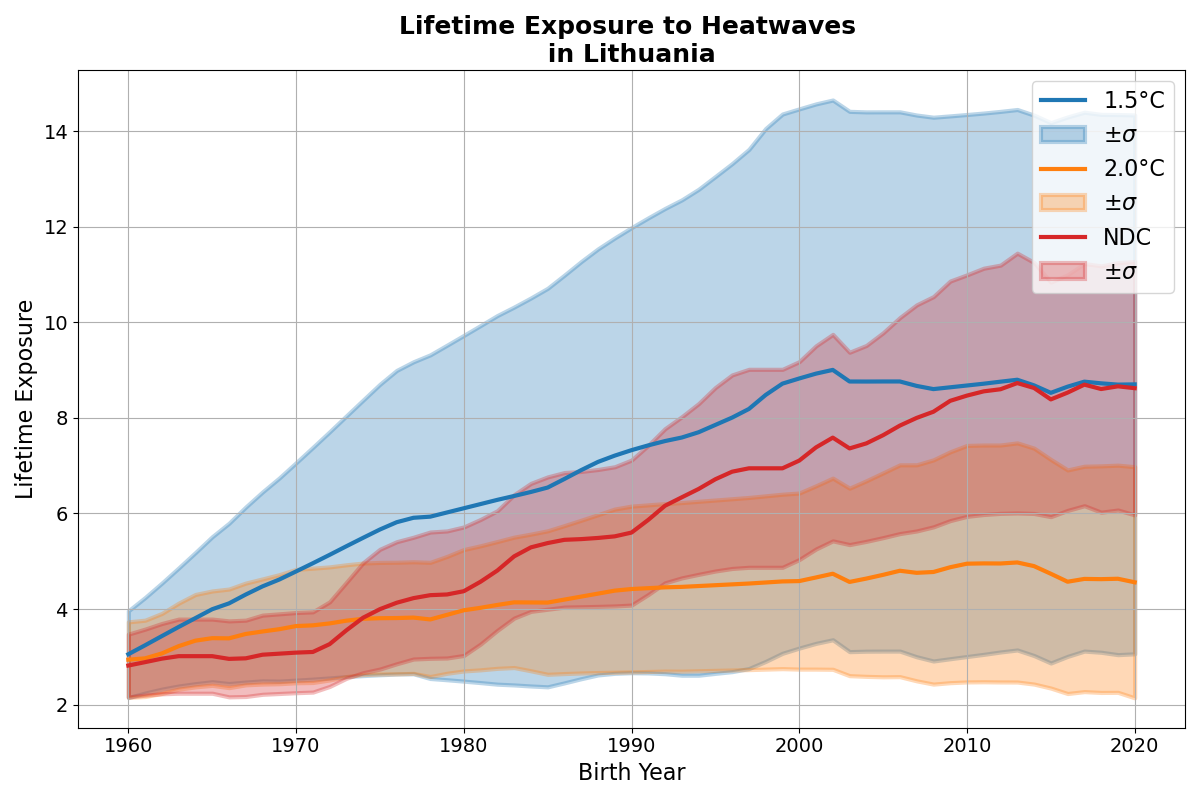 Lifetime Exposure to Heatwaves
in Lithuania
1.5°C
±σ
2.0°C
±σ
NDC
±σ
Lifetime Exposure
14
12
10
8
6
4
2
1960
1970
1980
1990
2000
2010
2020
Birth Year